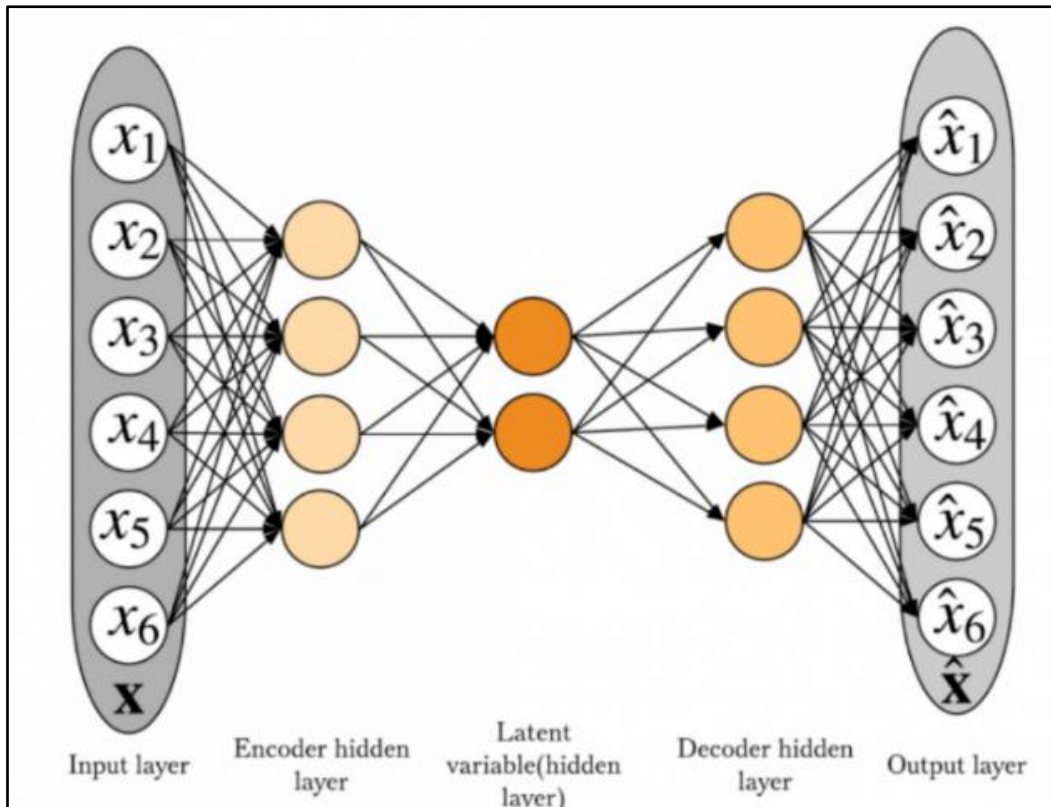 x1
x2
x3
x4
x5
x6
x
x̂1
x̂2
x̂3
x̂4
x̂5
x̂6
x̂
Input layer
Encoder hidden
layer
Latent
variable(hidden
layer)
Decoder hidden
layer
Output layer